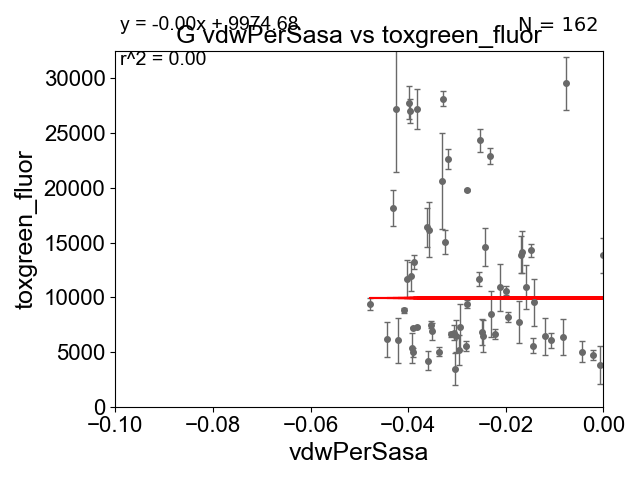 y = -0.00x + 9974.68
N = 162
G vdwPerSasa vs toxgreen_fluor
r^2 = 0.00
30000
25000
20000
15000
10000
5000
0
toxgreen_fluor
−0.10 −0.08 −0.06 −0.04 −0.02 0.00
vdwPerSasa